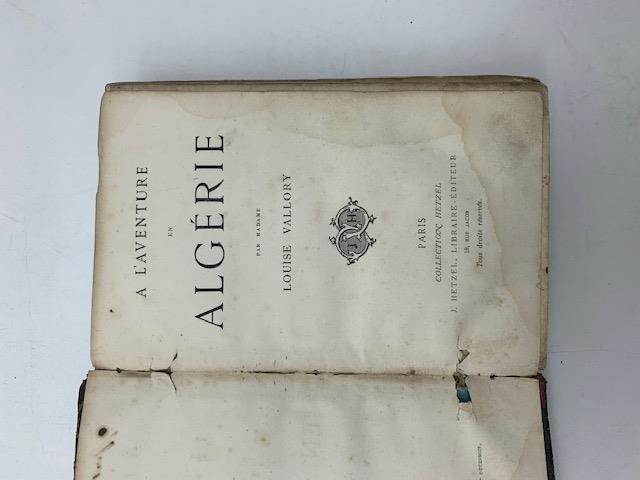 A L'AVENTURE
EN
ALGÉRIE
PAR MADAME
LOUISE VALLORY
J H
PARIS
COLLECTION HETZEL
J. HETZEL, LIBRAIRE-ÉDITEUR
18, RUE JACOB
Tous droits réservés.